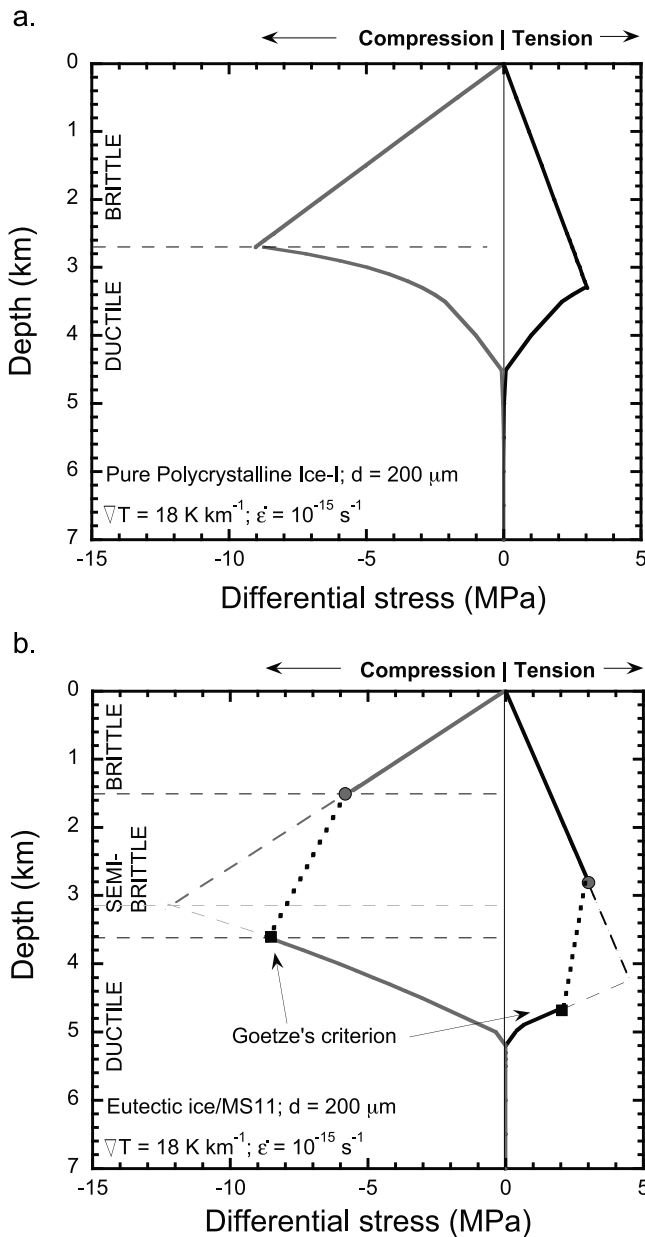 a.
Compression | Tension
0
1
2
3
4
5
6
7
BRITTLE
DUCTILE
Depth (km)
Pure Polycrystalline Ice-I; d = 200 μm
∇T = 18 K km⁻¹; ε̇ = 10⁻¹⁵ s⁻¹
-15 -10 -5 0 5
Differential stress (MPa)
b.
Compression | Tension
0
1
2
3
4
5
6
7
BRITTLE
SEMI-
BRITTLE
DUCTILE
Depth (km)
Goetze's criterion
Eutectic ice/MS11; d = 200 μm
∇T = 18 K km⁻¹; ε̇ = 10⁻¹⁵ s⁻¹
-15 -10 -5 0 5
Differential stress (MPa)